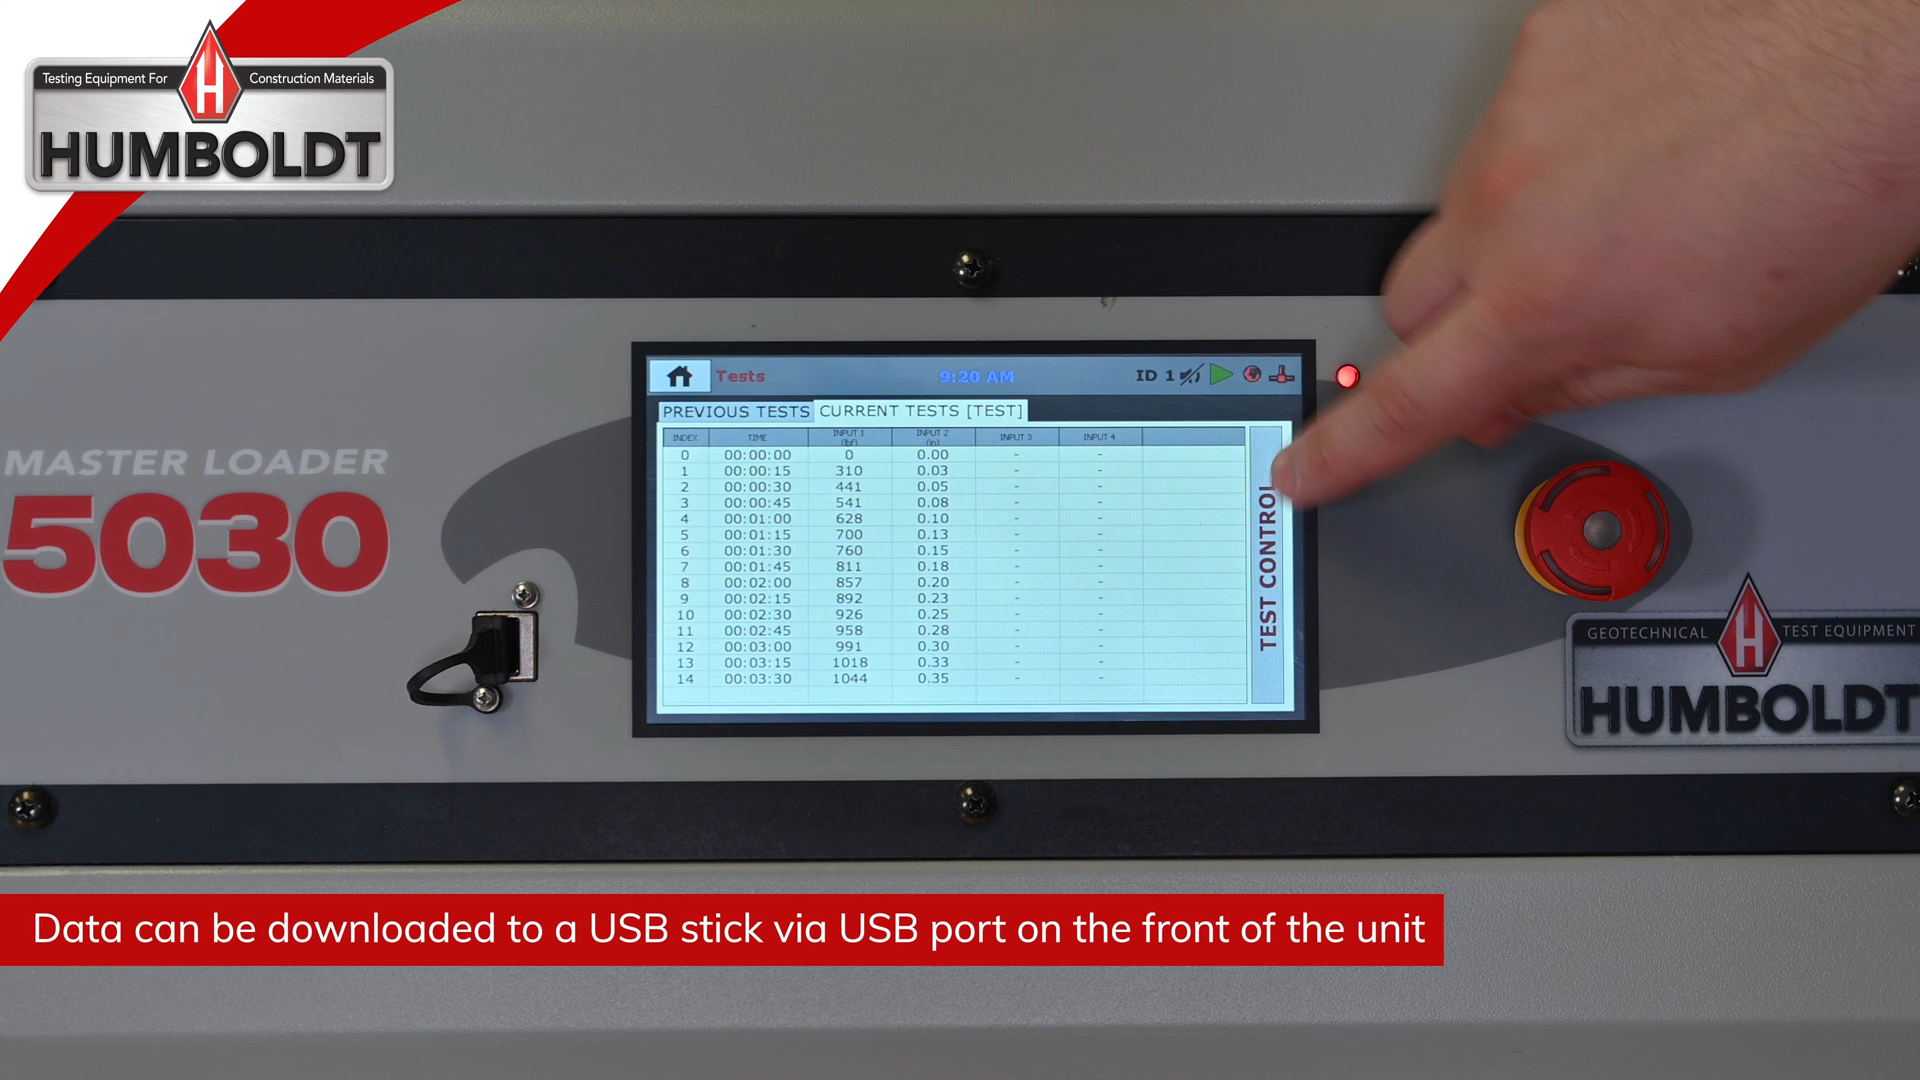 Testing Equipment For Construction Materials
H
HUMBOLDT
MASTER LOADER
5030
Tests 9:20 AM ID 1
PREVIOUS TESTS CURRENT TESTS [TEST]
INDEX TIME INPUT 1 (lbf) INPUT 2 (in) INPUT 3 INPUT 4
0 00:00:00 0 0.00 - -
1 00:00:15 310 0.03 - -
2 00:00:30 441 0.05 - -
3 00:00:45 541 0.08 - -
4 00:01:00 628 0.10 - -
5 00:01:15 700 0.13 - -
6 00:01:30 760 0.15 - -
7 00:01:45 811 0.18 - -
8 00:02:00 857 0.20 - -
9 00:02:15 892 0.23 - -
10 00:02:30 926 0.25 - -
11 00:02:45 958 0.28 - -
12 00:03:00 991 0.30 - -
13 00:03:15 1018 0.33 - -
14 00:03:30 1044 0.35 - -
TEST CONTROL
GEOTECHNICAL H TEST EQUIPMENT
HUMBOLDT
Data can be downloaded to a USB stick via USB port on the front of the unit